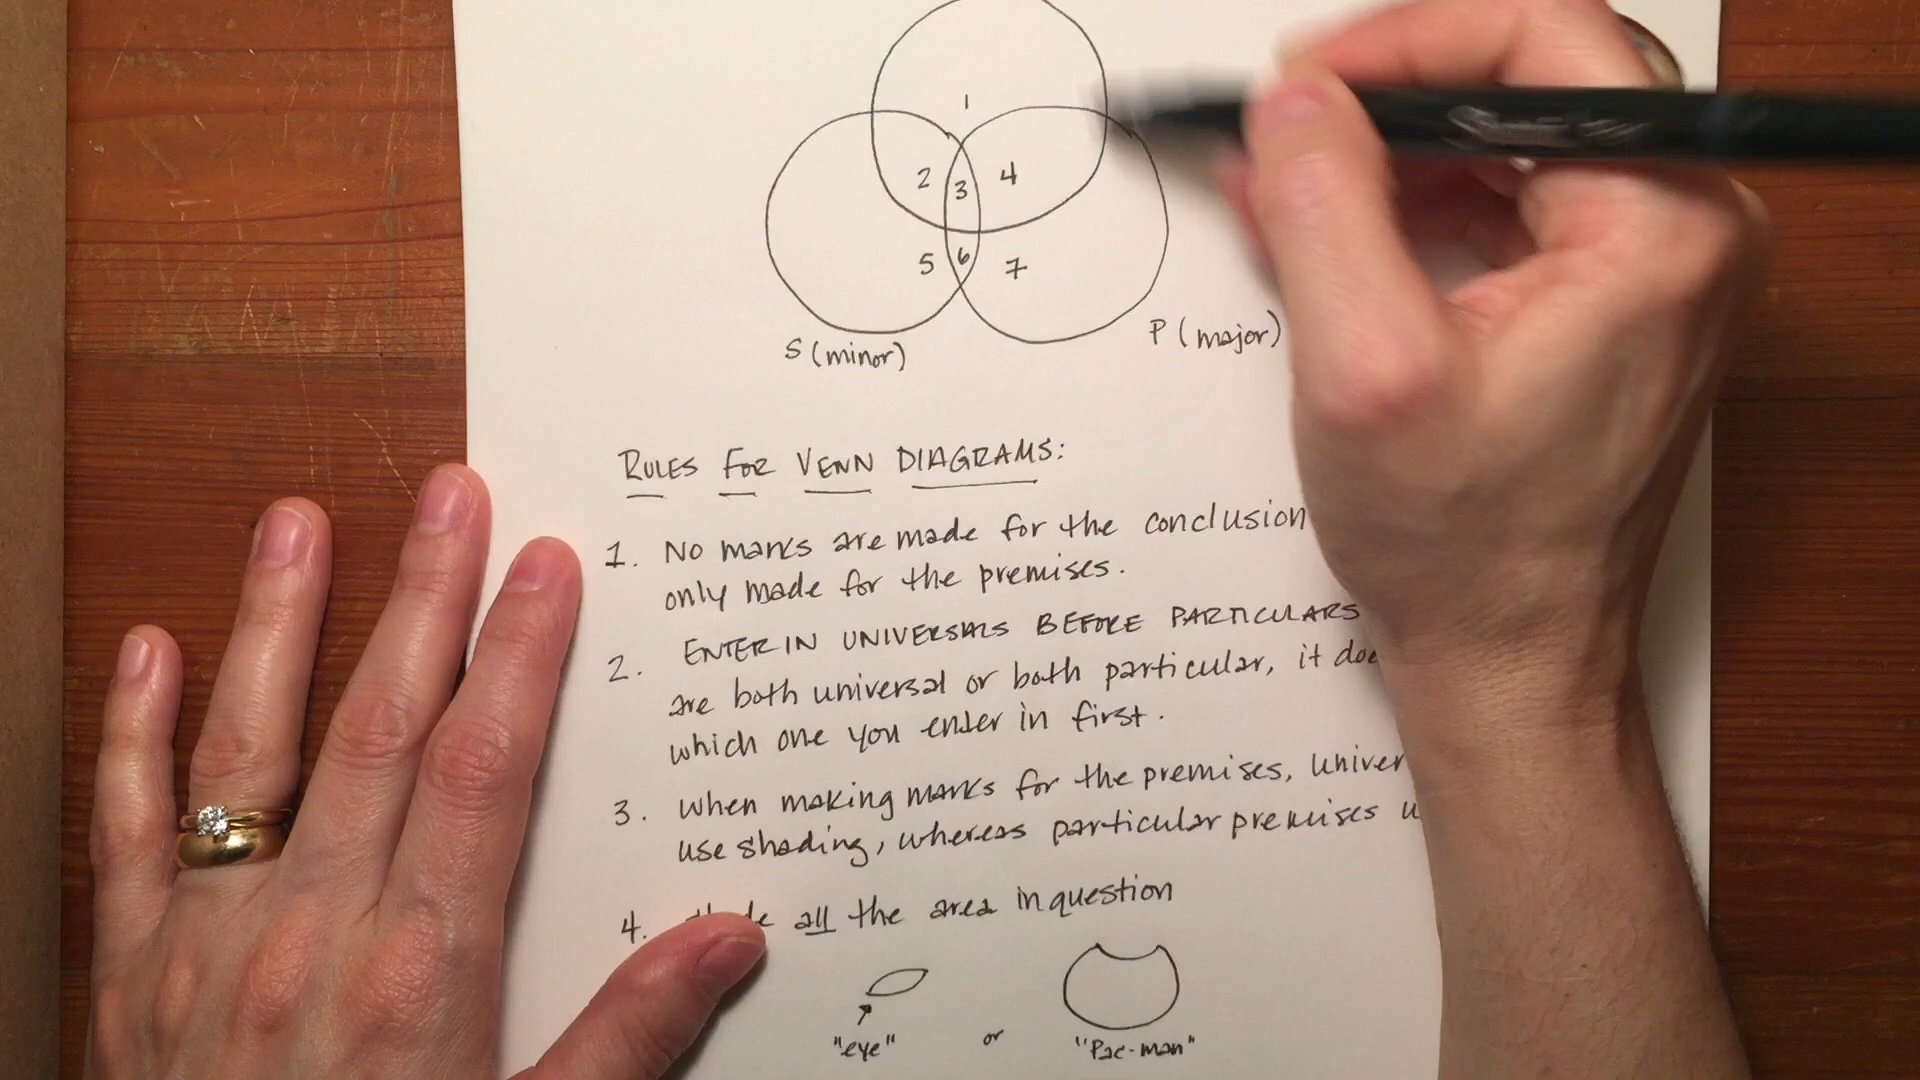 1
2 3 4
5 6 7
S (minor)
P (major)
RULES FOR VENN DIAGRAMS:
1. No marks are made for the conclusion
only made for the premises.
2. ENTER IN UNIVERSALS BEFORE PARTICULARS
are both universal or both particular, it
which one you enter in first.
3. When making marks for the premises,
use shading, whereas particular premises
4. all the area in question
"eye" or "Pac-man"